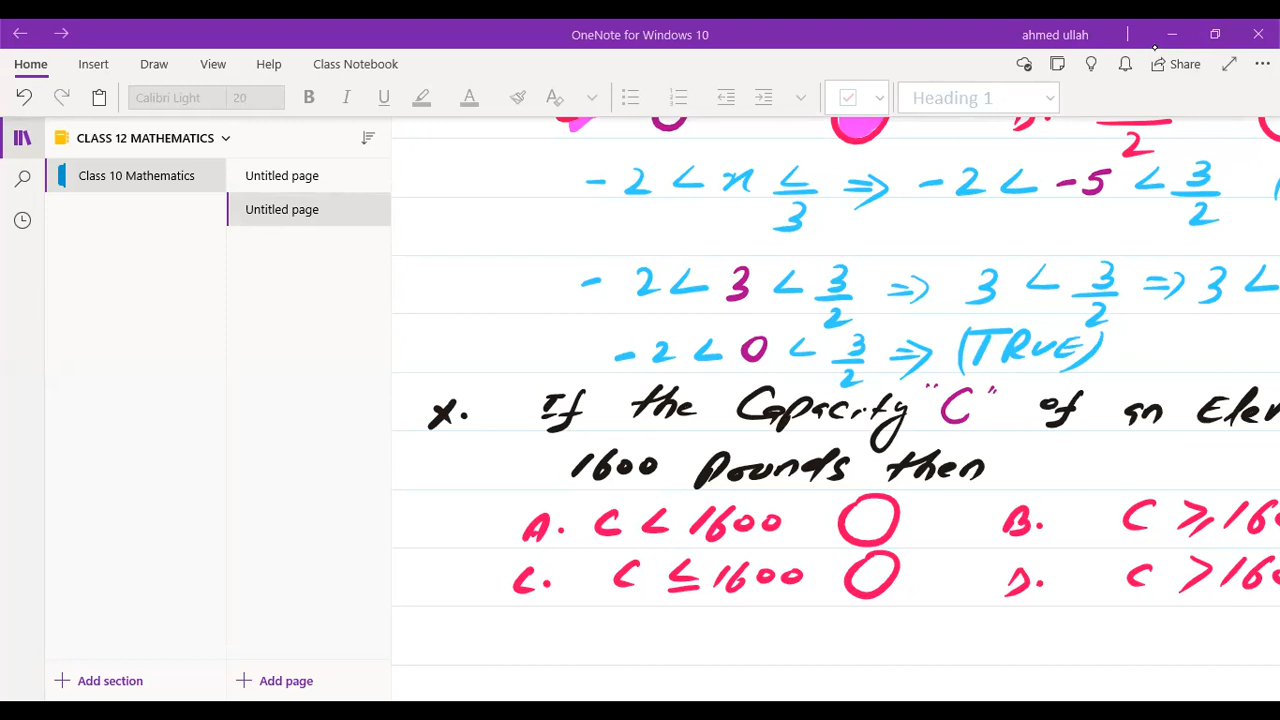 OneNote for Windows 10
ahmed ullah
Home Insert Draw View Help Class Notebook
Share
Calibri Light 20 B I U A Heading 1
CLASS 12 MATHEMATICS
Class 10 Mathematics
Untitled page
Untitled page
D. 2
-2 < x < /3 => -2 < -5 < 3/2
-2 < 3 < 3/2 => 3 < 3/2 => 3 <
-2 < 0 < 3/2 => (TRUE)
x. If the Capacity "C" of an
1600 Pounds then
A. C < 1600 B. C ≥ 160
C. C ≤ 1600 D. C > 160
Add section
Add page